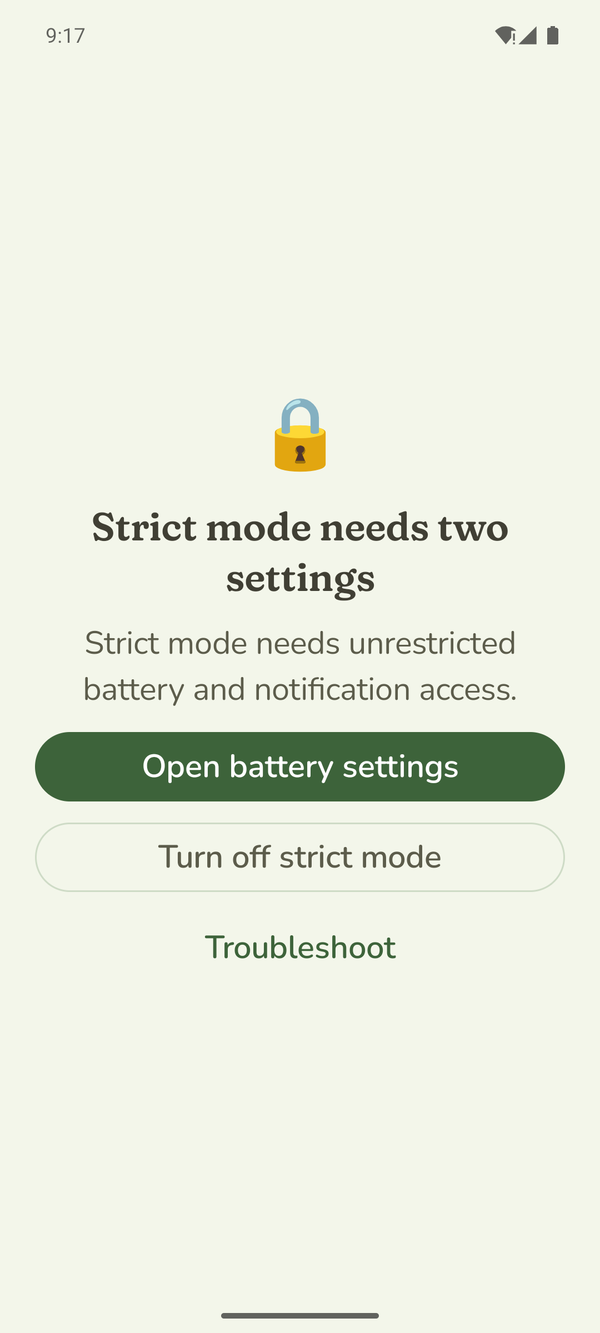 9:17
Strict mode needs two
settings
Strict mode needs unrestricted
battery and notification access.
Open battery settings
Turn off strict mode
Troubleshoot